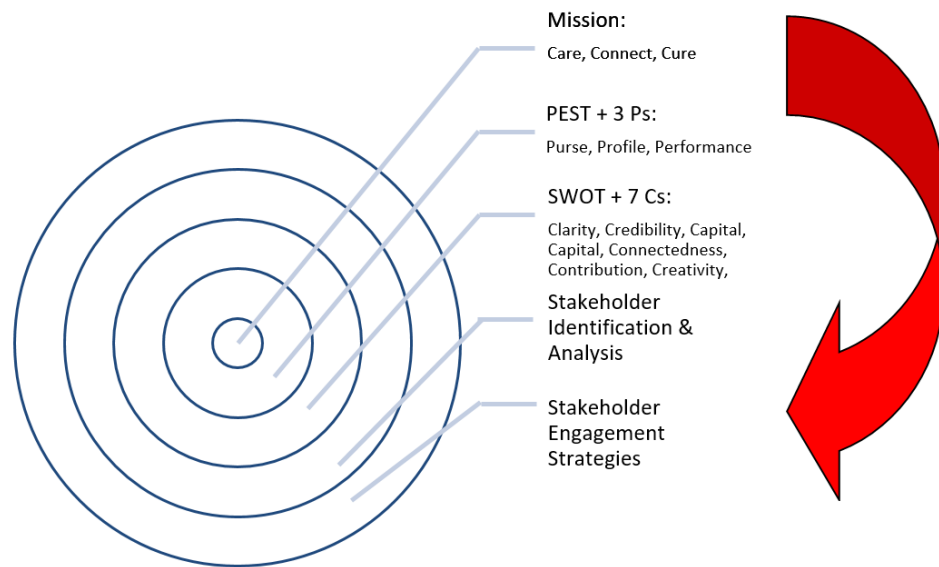 Mission:
Care, Connect, Cure
PEST + 3 Ps:
Purse, Profile, Performance
SWOT + 7 Cs:
Clarity, Credibility, Capital,
Capital, Connectedness,
Contribution, Creativity,
Stakeholder
Identification &
Analysis
Stakeholder
Engagement
Strategies